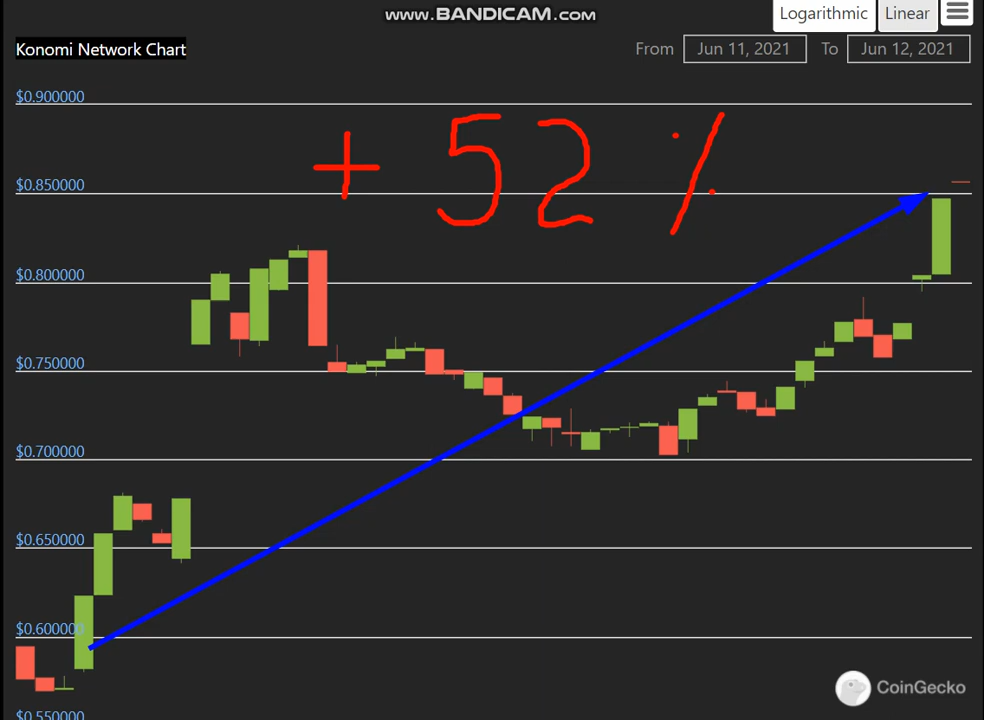 www.BANDICAM.com
Logarithmic Linear
Konomi Network Chart
From Jun 11, 2021 To Jun 12, 2021
$0.900000
+ 52 %
$0.850000
$0.800000
$0.750000
$0.700000
$0.650000
$0.600000
CoinGecko
$0.550000